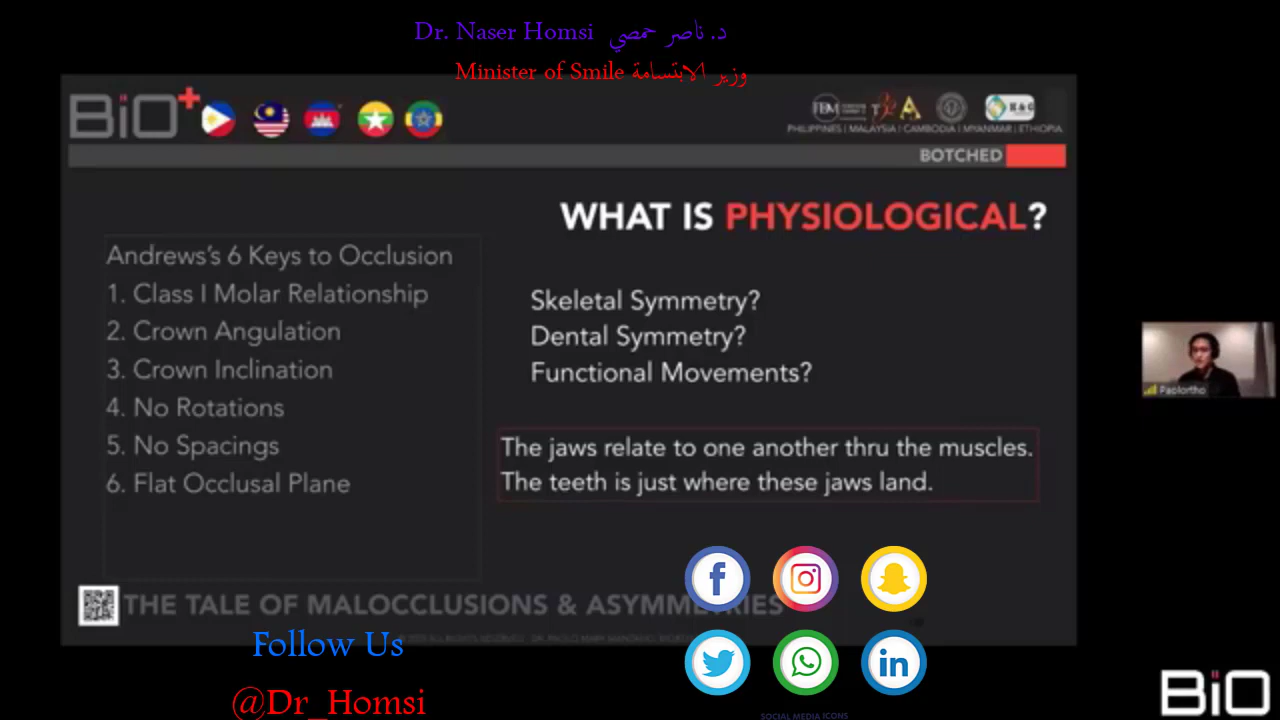 Dr. Naser Homsi د. ناصر حمصي
Minister of Smile وزير الابتسامة
BiO+
PHILIPPINES | MALAYSIA | CAMBODIA | MYANMAR | ETHIOPIA
BOTCHED
WHAT IS PHYSIOLOGICAL?
Andrews's 6 Keys to Occlusion
1. Class I Molar Relationship
2. Crown Angulation
3. Crown Inclination
4. No Rotations
5. No Spacings
6. Flat Occlusal Plane
Skeletal Symmetry?
Dental Symmetry?
Functional Movements?
The jaws relate to one another thru the muscles.
The teeth is just where these jaws land.
Paolortho
THE TALE OF MALOCCLUSIONS & ASYMMETRIES
Follow Us
@Dr_Homsi
SOCIAL MEDIA ICONS
BiO